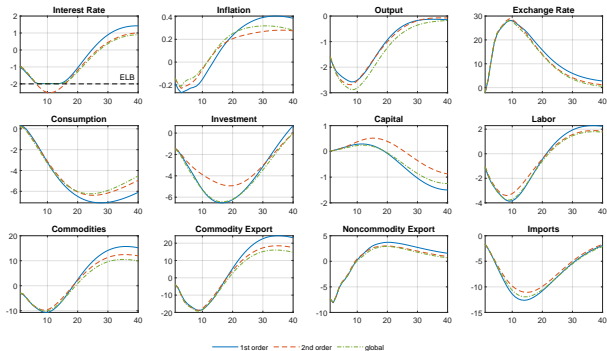 Interest Rate
2
1
0
-1
-2
ELB
10 20 30 40
Inflation
0.4
0.2
0
-0.2
10 20 30 40
Output
0
-1
-2
-3
10 20 30 40
Exchange Rate
30
20
10
0
10 20 30 40
Consumption
0
-2
-4
-6
10 20 30 40
Investment
0
-2
-4
-6
10 20 30 40
Capital
1
0
-1
-2
10 20 30 40
Labor
2
0
-2
-4
10 20 30 40
Commodities
20
10
0
-10
10 20 30 40
Commodity Export
20
10
0
-10
-20
10 20 30 40
Noncommodity Export
5
0
-5
-10
10 20 30 40
Imports
0
-5
-10
-15
10 20 30 40
1st order 2nd order global